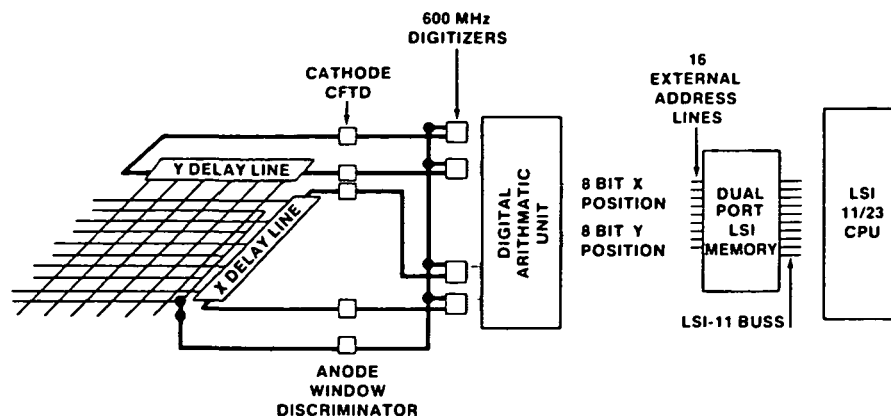 600 MHz
DIGITIZERS
CATHODE
CFTD
16
EXTERNAL
ADDRESS
LINES
Y DELAY LINE
X DELAY LINE
DIGITAL
ARITHMATIC
UNIT
8 BIT X
POSITION
8 BIT Y
POSITION
DUAL
PORT
LSI
MEMORY
LSI
11/23
CPU
LSI-11 BUSS
ANODE
WINDOW
DISCRIMINATOR